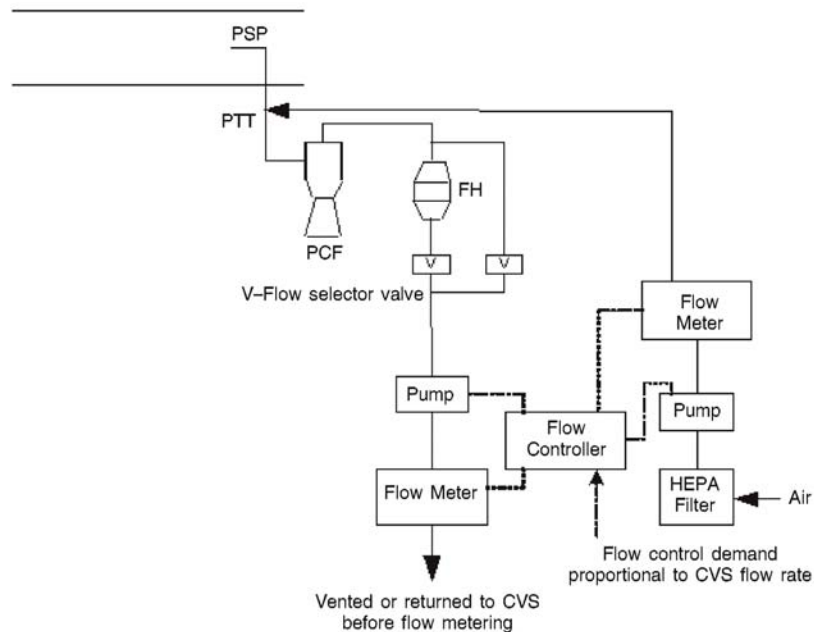 PSP
PTT
FH
PCF
V
V
V–Flow selector valve
Flow
Meter
Pump
Flow
Controller
Pump
Flow Meter
HEPA
Filter
Air
Flow control demand
proportional to CVS flow rate
Vented or returned to CVS
before flow metering